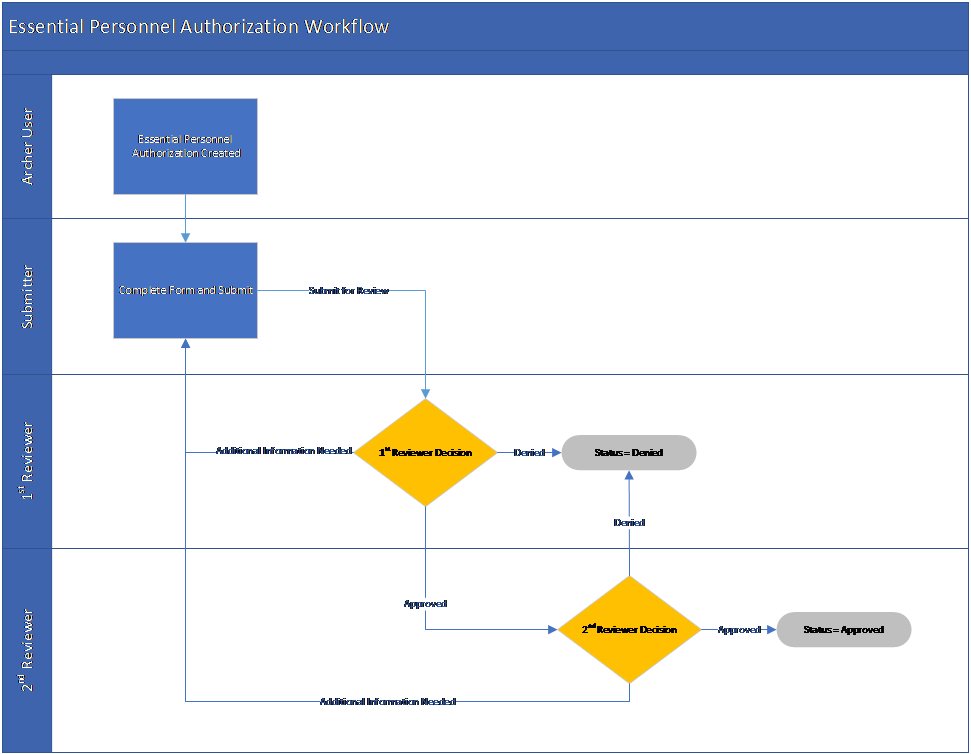 Essential Personnel Authorization Workflow
Archer User
Essential Personnel
Authorization Created
Submitter
Complete Form and Submit
Submit for Review
1st Reviewer
Additional Information Needed
1st Reviewer Decision
Denied
Status = Denied
Denied
2nd Reviewer
Approved
2nd Reviewer Decision
Approved
Status = Approved
Additional Information Needed